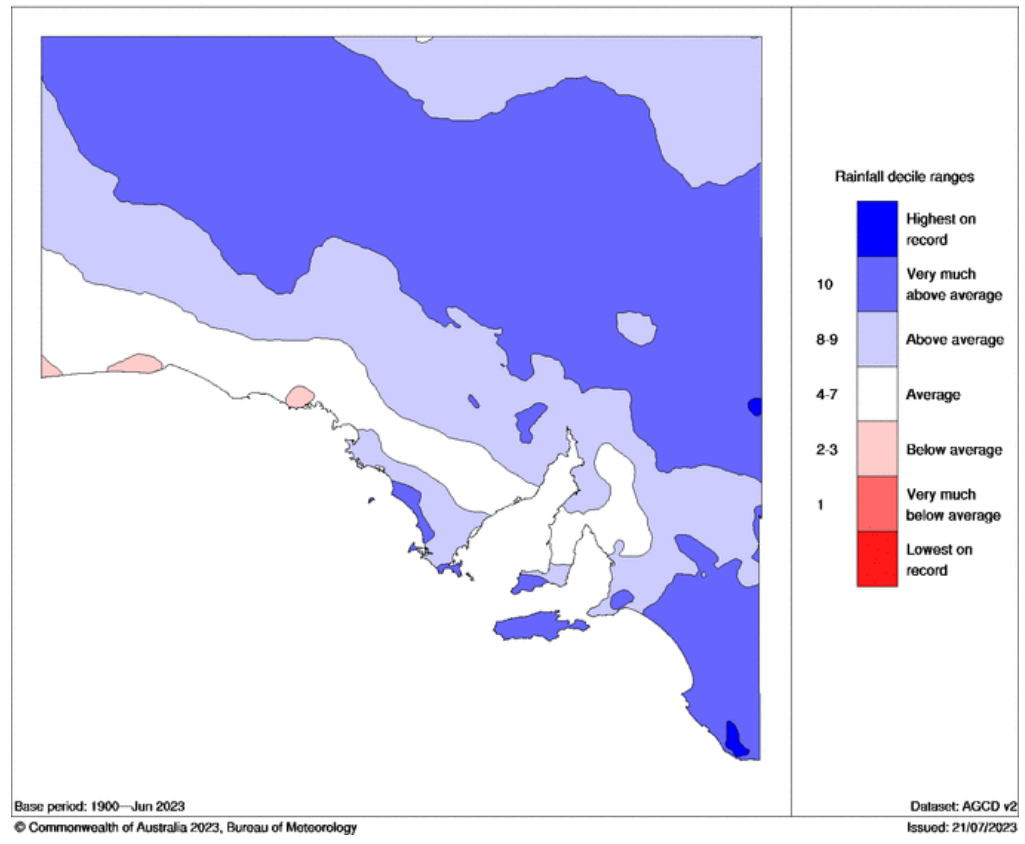 Rainfall decile ranges
Highest on
record
10
Very much
above average
8-9
Above average
4-7
Average
2-3
Below average
1
Very much
below average
Lowest on
record
Base period: 1900—Jun 2023
Dataset: AGCD v2
© Commonwealth of Australia 2023, Bureau of Meteorology
Issued: 21/07/2023